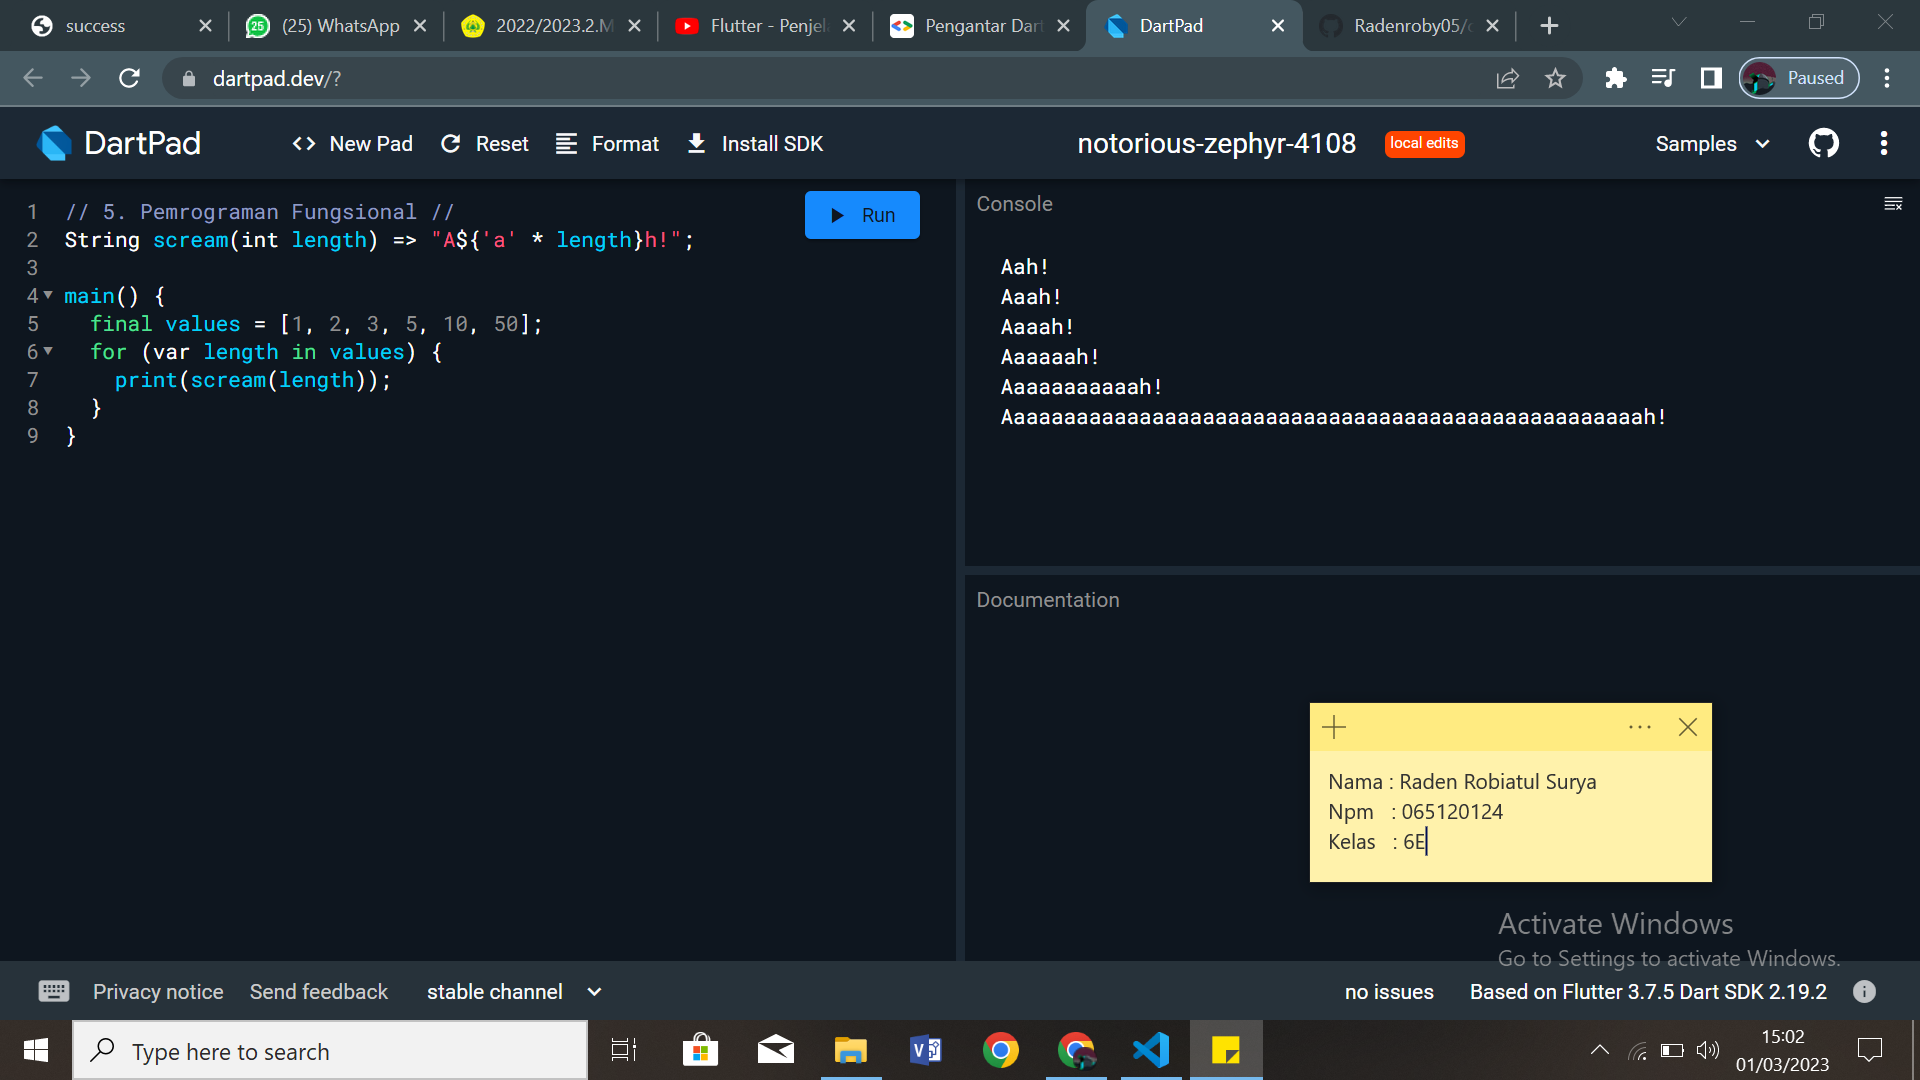 success
(25) WhatsApp
2022/2023.2.M
Flutter - Penjel
Pengantar Dar
DartPad
Radenroby05/
dartpad.dev/?
Paused
DartPad
New Pad
Reset
Format
Install SDK
notorious-zephyr-4108
local edits
Samples
1 // 5. Pemrograman Fungsional //
2 String scream(int length) => "A${'a' * length}h!";
3
4 main() {
5 final values = [1, 2, 3, 5, 10, 50];
6 for (var length in values) {
7 print(scream(length));
8 }
9 }
Run
Console
Aah!
Aaah!
Aaaah!
Aaaaaah!
Aaaaaaaaaaah!
Aaaaaaaaaaaaaaaaaaaaaaaaaaaaaaaaaaaaaaaaaaaaaaaaaaah!
Documentation
Nama : Raden Robiatul Surya
Npm : 065120124
Kelas : 6E
Activate Windows
Go to Settings to activate Windows.
Privacy notice
Send feedback
stable channel
no issues
Based on Flutter 3.7.5 Dart SDK 2.19.2
Type here to search
15:02
01/03/2023